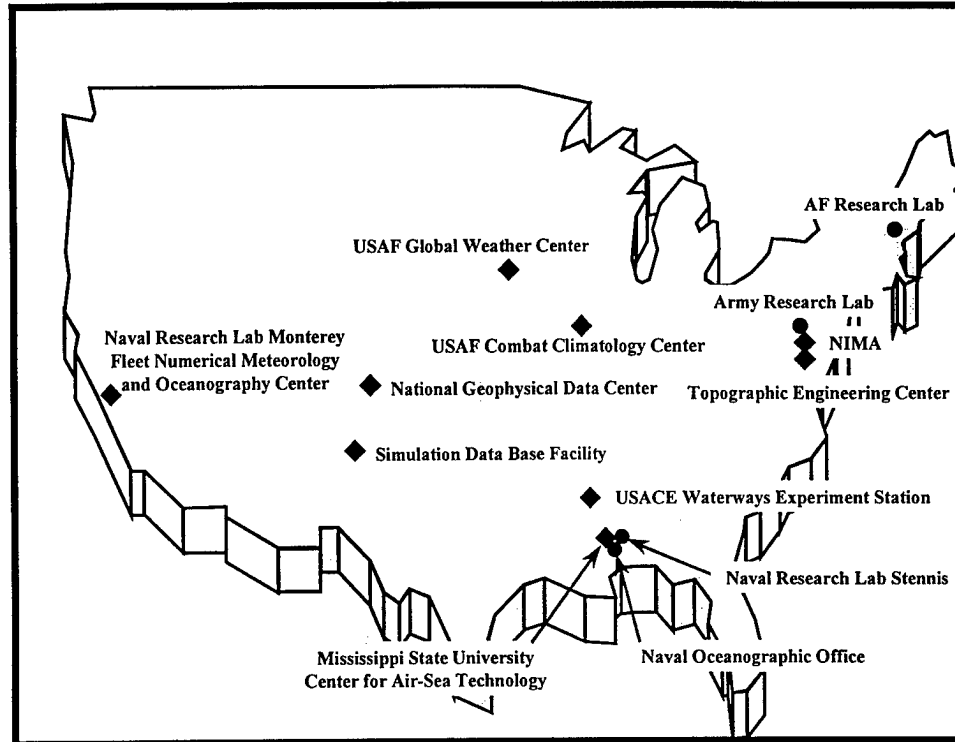 AF Research Lab
USAF Global Weather Center
Army Research Lab
Naval Research Lab Monterey
Fleet Numerical Meteorology
and Oceanography Center
USAF Combat Climatology Center
NIMA
National Geophysical Data Center
Topographic Engineering Center
Simulation Data Base Facility
USACE Waterways Experiment Station
Naval Research Lab Stennis
Mississippi State University
Center for Air-Sea Technology
Naval Oceanographic Office